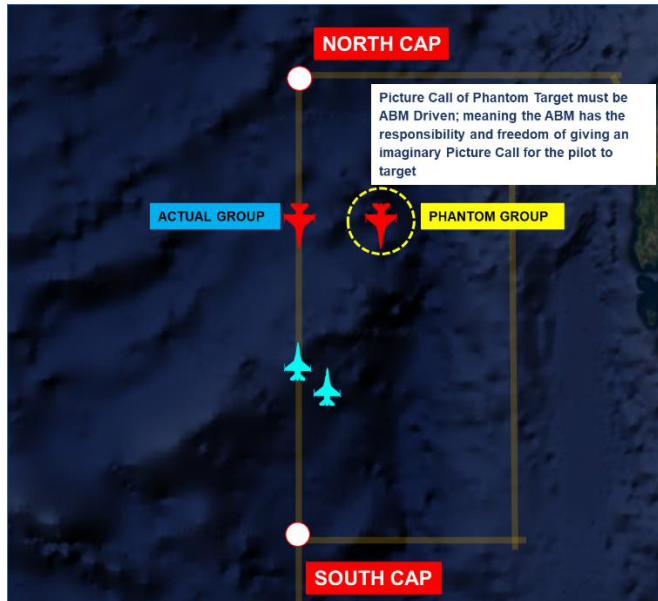 NORTH CAP
Picture Call of Phantom Target must be
ABM Driven; meaning the ABM has the
responsibility and freedom of giving an
imaginary Picture Call for the pilot to
target
ACTUAL GROUP
PHANTOM GROUP
SOUTH CAP